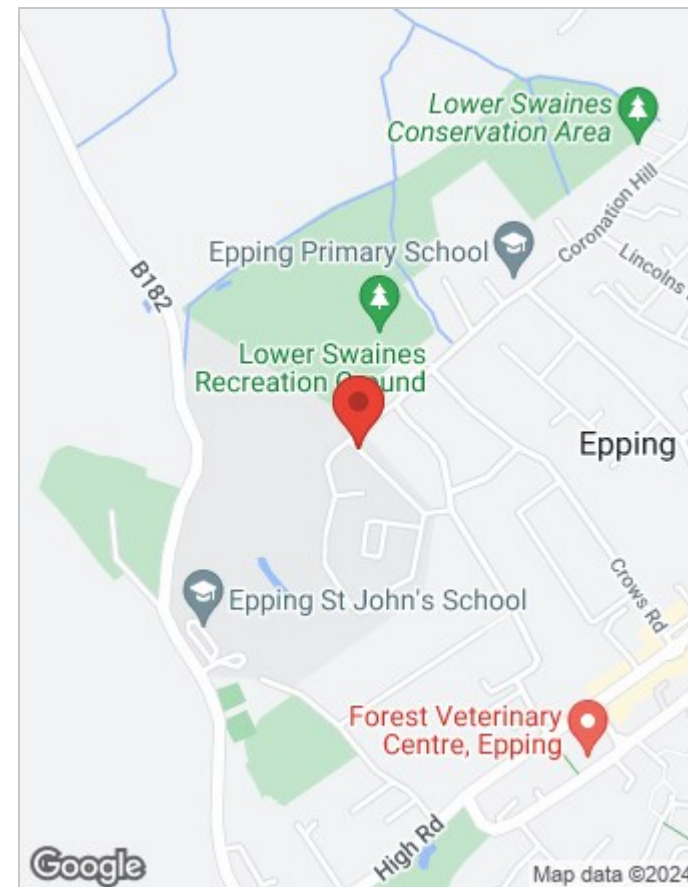 Lower Swaines
Conservation Area
Coronation Hill
Epping Primary School
B182
Lower Swaines
Recreation Ground
Epping
Epping St John's School
Crows Rd
Forest Veterinary
Centre, Epping
High Rd
Google
Map data ©2024